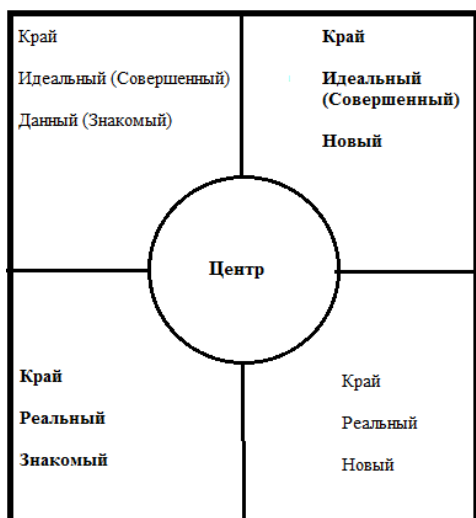 Край
Идеальный (Совершенный)
Данный (Знакомый)
Край
Идеальный
(Совершенный)
Новый
Центр
Край
Реальный
Знакомый
Край
Реальный
Новый